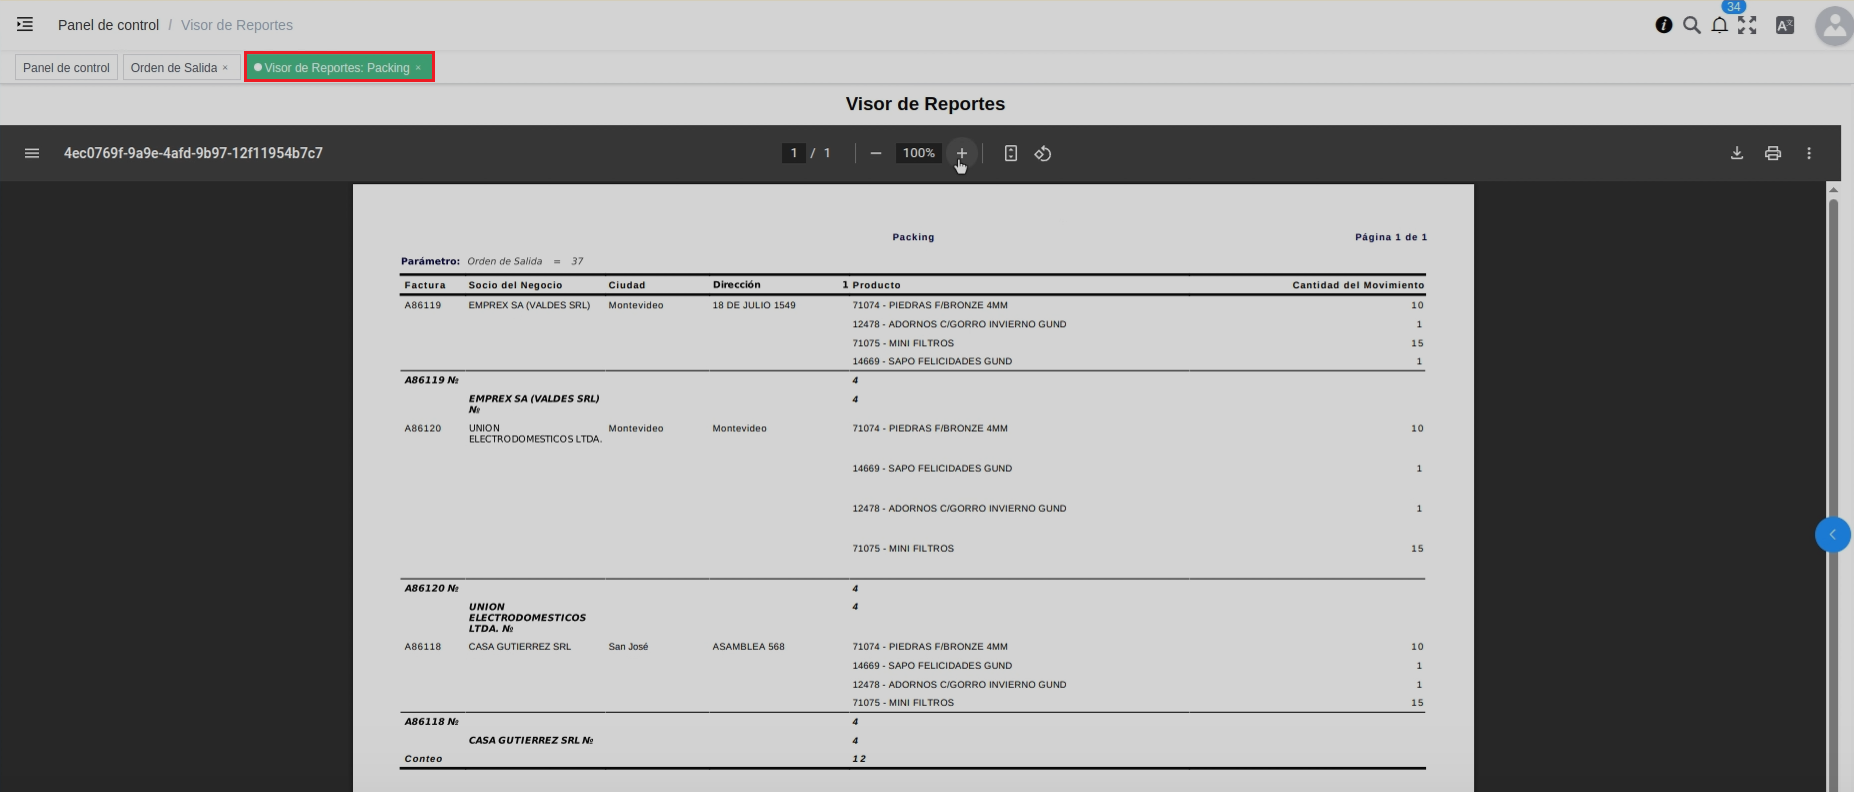 Panel de control / Visor de Reportes
34
Panel de control
Orden de Salida ×
Visor de Reportes: Packing ×
Visor de Reportes
4ec0769f-9a9e-4afd-9b97-12f11954b7c7
1 / 1
100%
Packing
Página 1 de 1
Parámetro: Orden de Salida = 37
Factura Socio del Negocio Ciudad Dirección 1 Producto Cantidad del Movimiento
A86119 EMPREX SA (VALDES SRL) Montevideo 18 DE JULIO 1549 71074 - PIEDRAS F/BRONZE 4MM 10
12478 - ADORNOS C/GORRO INVIERNO GUND 1
71075 - MINI FILTROS 15
14669 - SAPO FELICIDADES GUND 1
A86119 № 4
EMPREX SA (VALDES SRL) 4
№
A86120 UNION Montevideo Montevideo 71074 - PIEDRAS F/BRONZE 4MM 10
ELECTRODOMESTICOS LTDA.
14669 - SAPO FELICIDADES GUND 1
12478 - ADORNOS C/GORRO INVIERNO GUND 1
71075 - MINI FILTROS 15
A86120 № 4
UNION 4
ELECTRODOMESTICOS
LTDA. №
A86118 CASA GUTIERREZ SRL San José ASAMBLEA 568 71074 - PIEDRAS F/BRONZE 4MM 10
14669 - SAPO FELICIDADES GUND 1
12478 - ADORNOS C/GORRO INVIERNO GUND 1
71075 - MINI FILTROS 15
A86118 № 4
CASA GUTIERREZ SRL № 4
Conteo 12